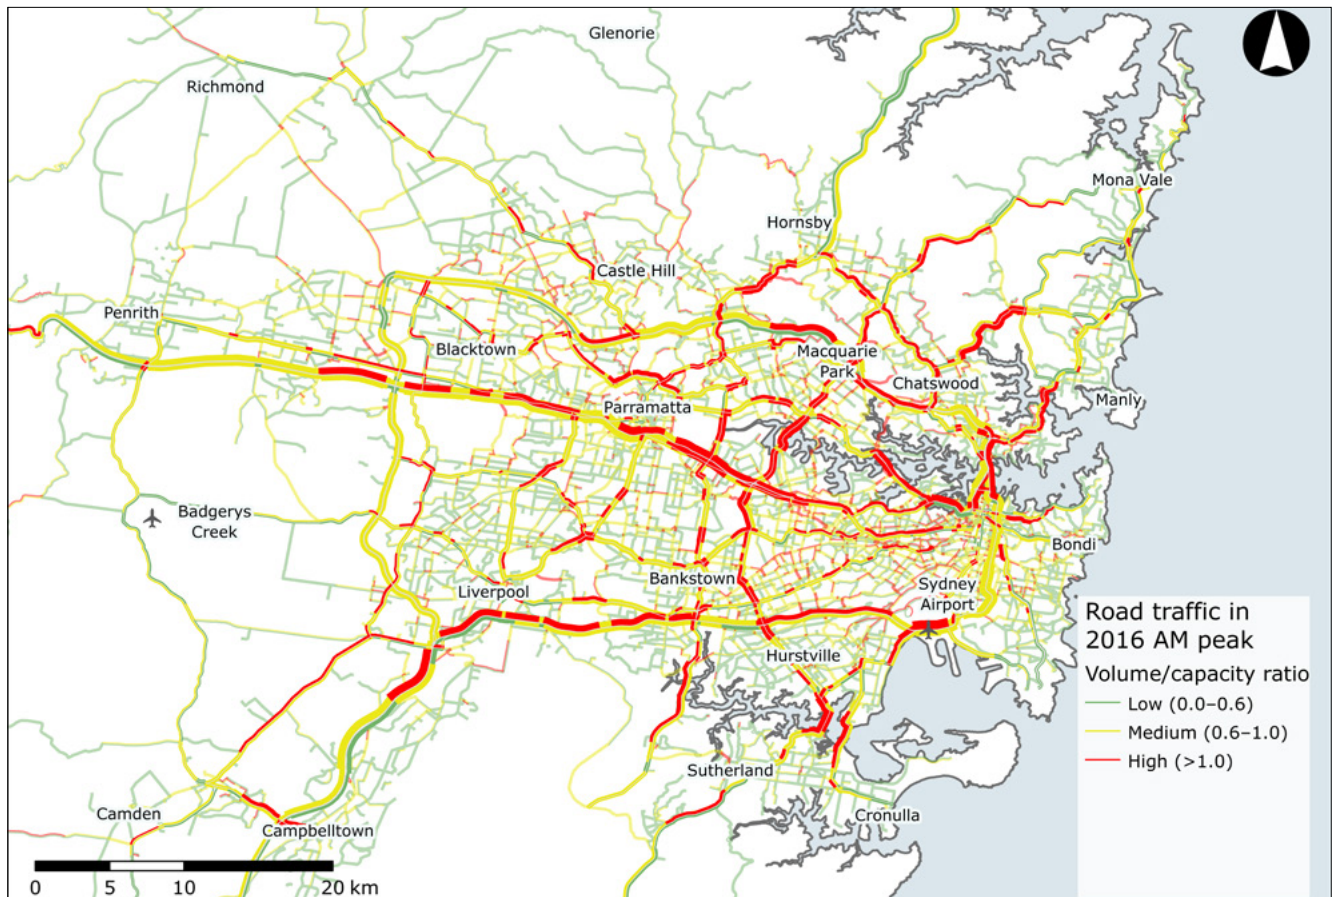 Glenorie
Richmond
Mona Vale
Hornsby
Castle Hill
Penrith
Blacktown
Macquarie
Park
Chatswood
Manly
Parramatta
Badgerys
Creek
Bondi
Bankstown
Liverpool
Sydney
Airport
Hurstville
Sutherland
Cronulla
Camden
Campbelltown
Road traffic in
2016 AM peak
Volume/capacity ratio
Low (0.0–0.6)
Medium (0.6–1.0)
High (>1.0)
0 5 10 20 km